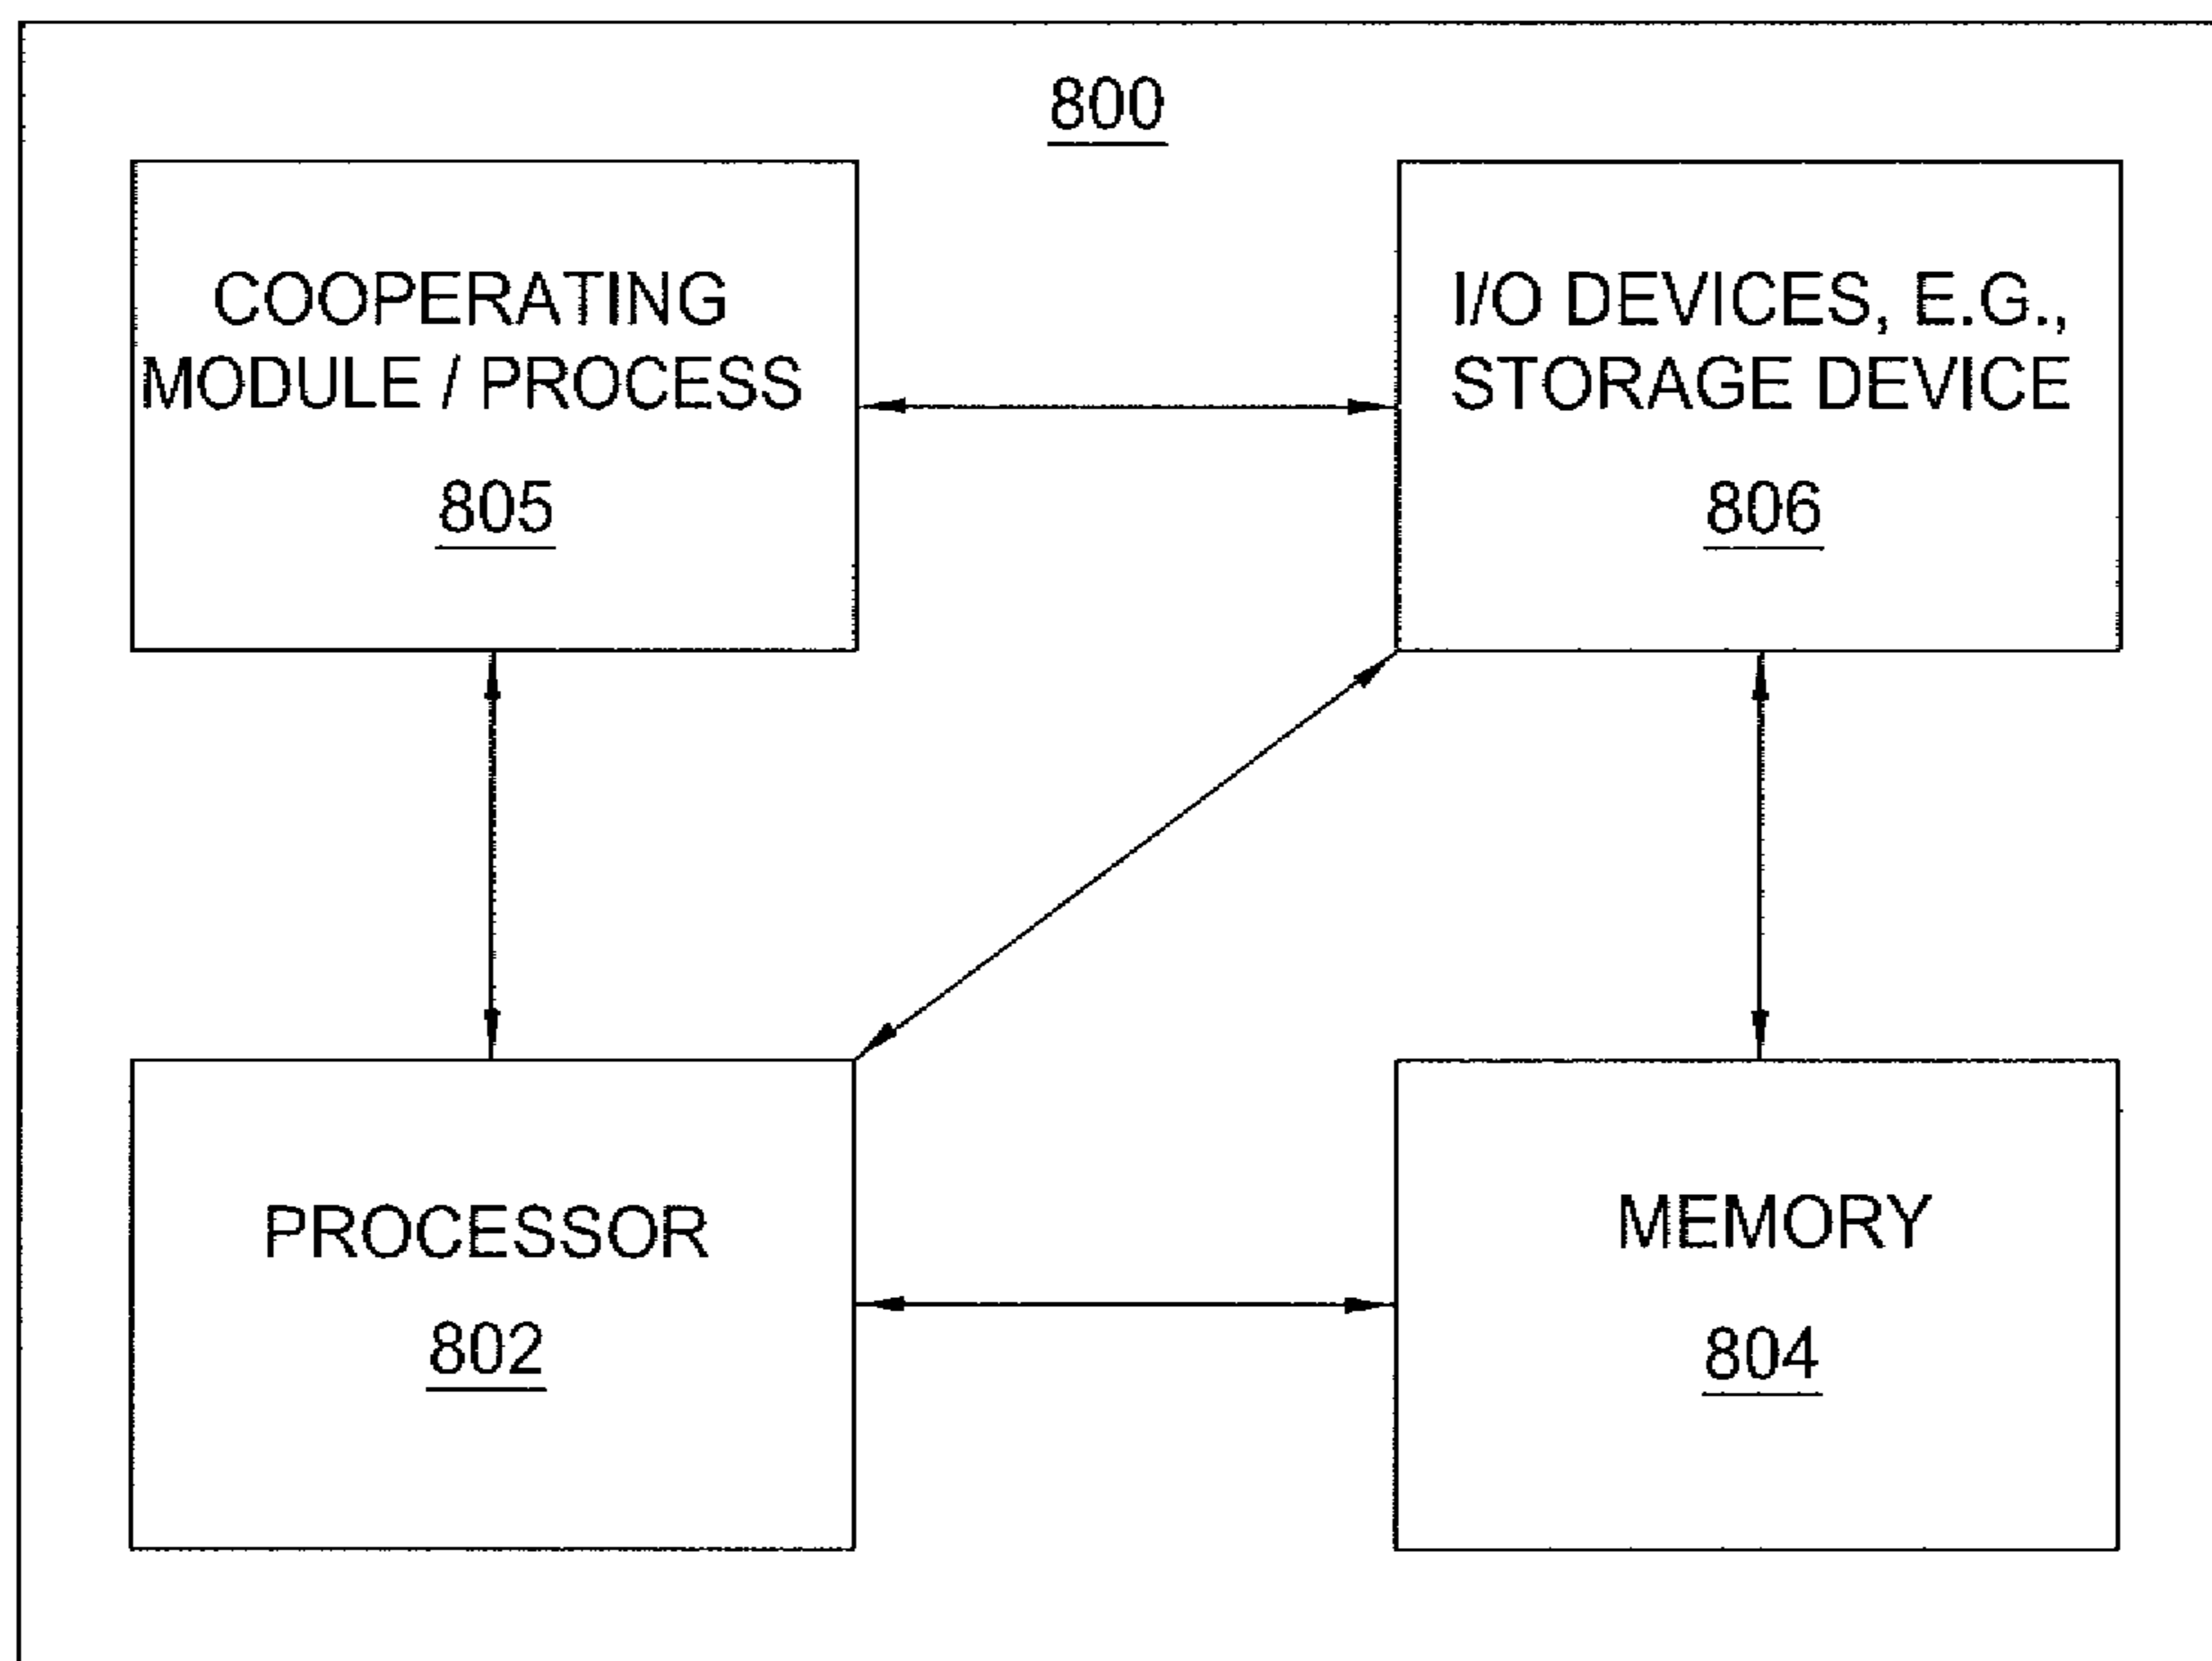 800
COOPERATING
MODULE / PROCESS
805
I/O DEVICES, E.G.,
STORAGE DEVICE
806
PROCESSOR
802
MEMORY
804